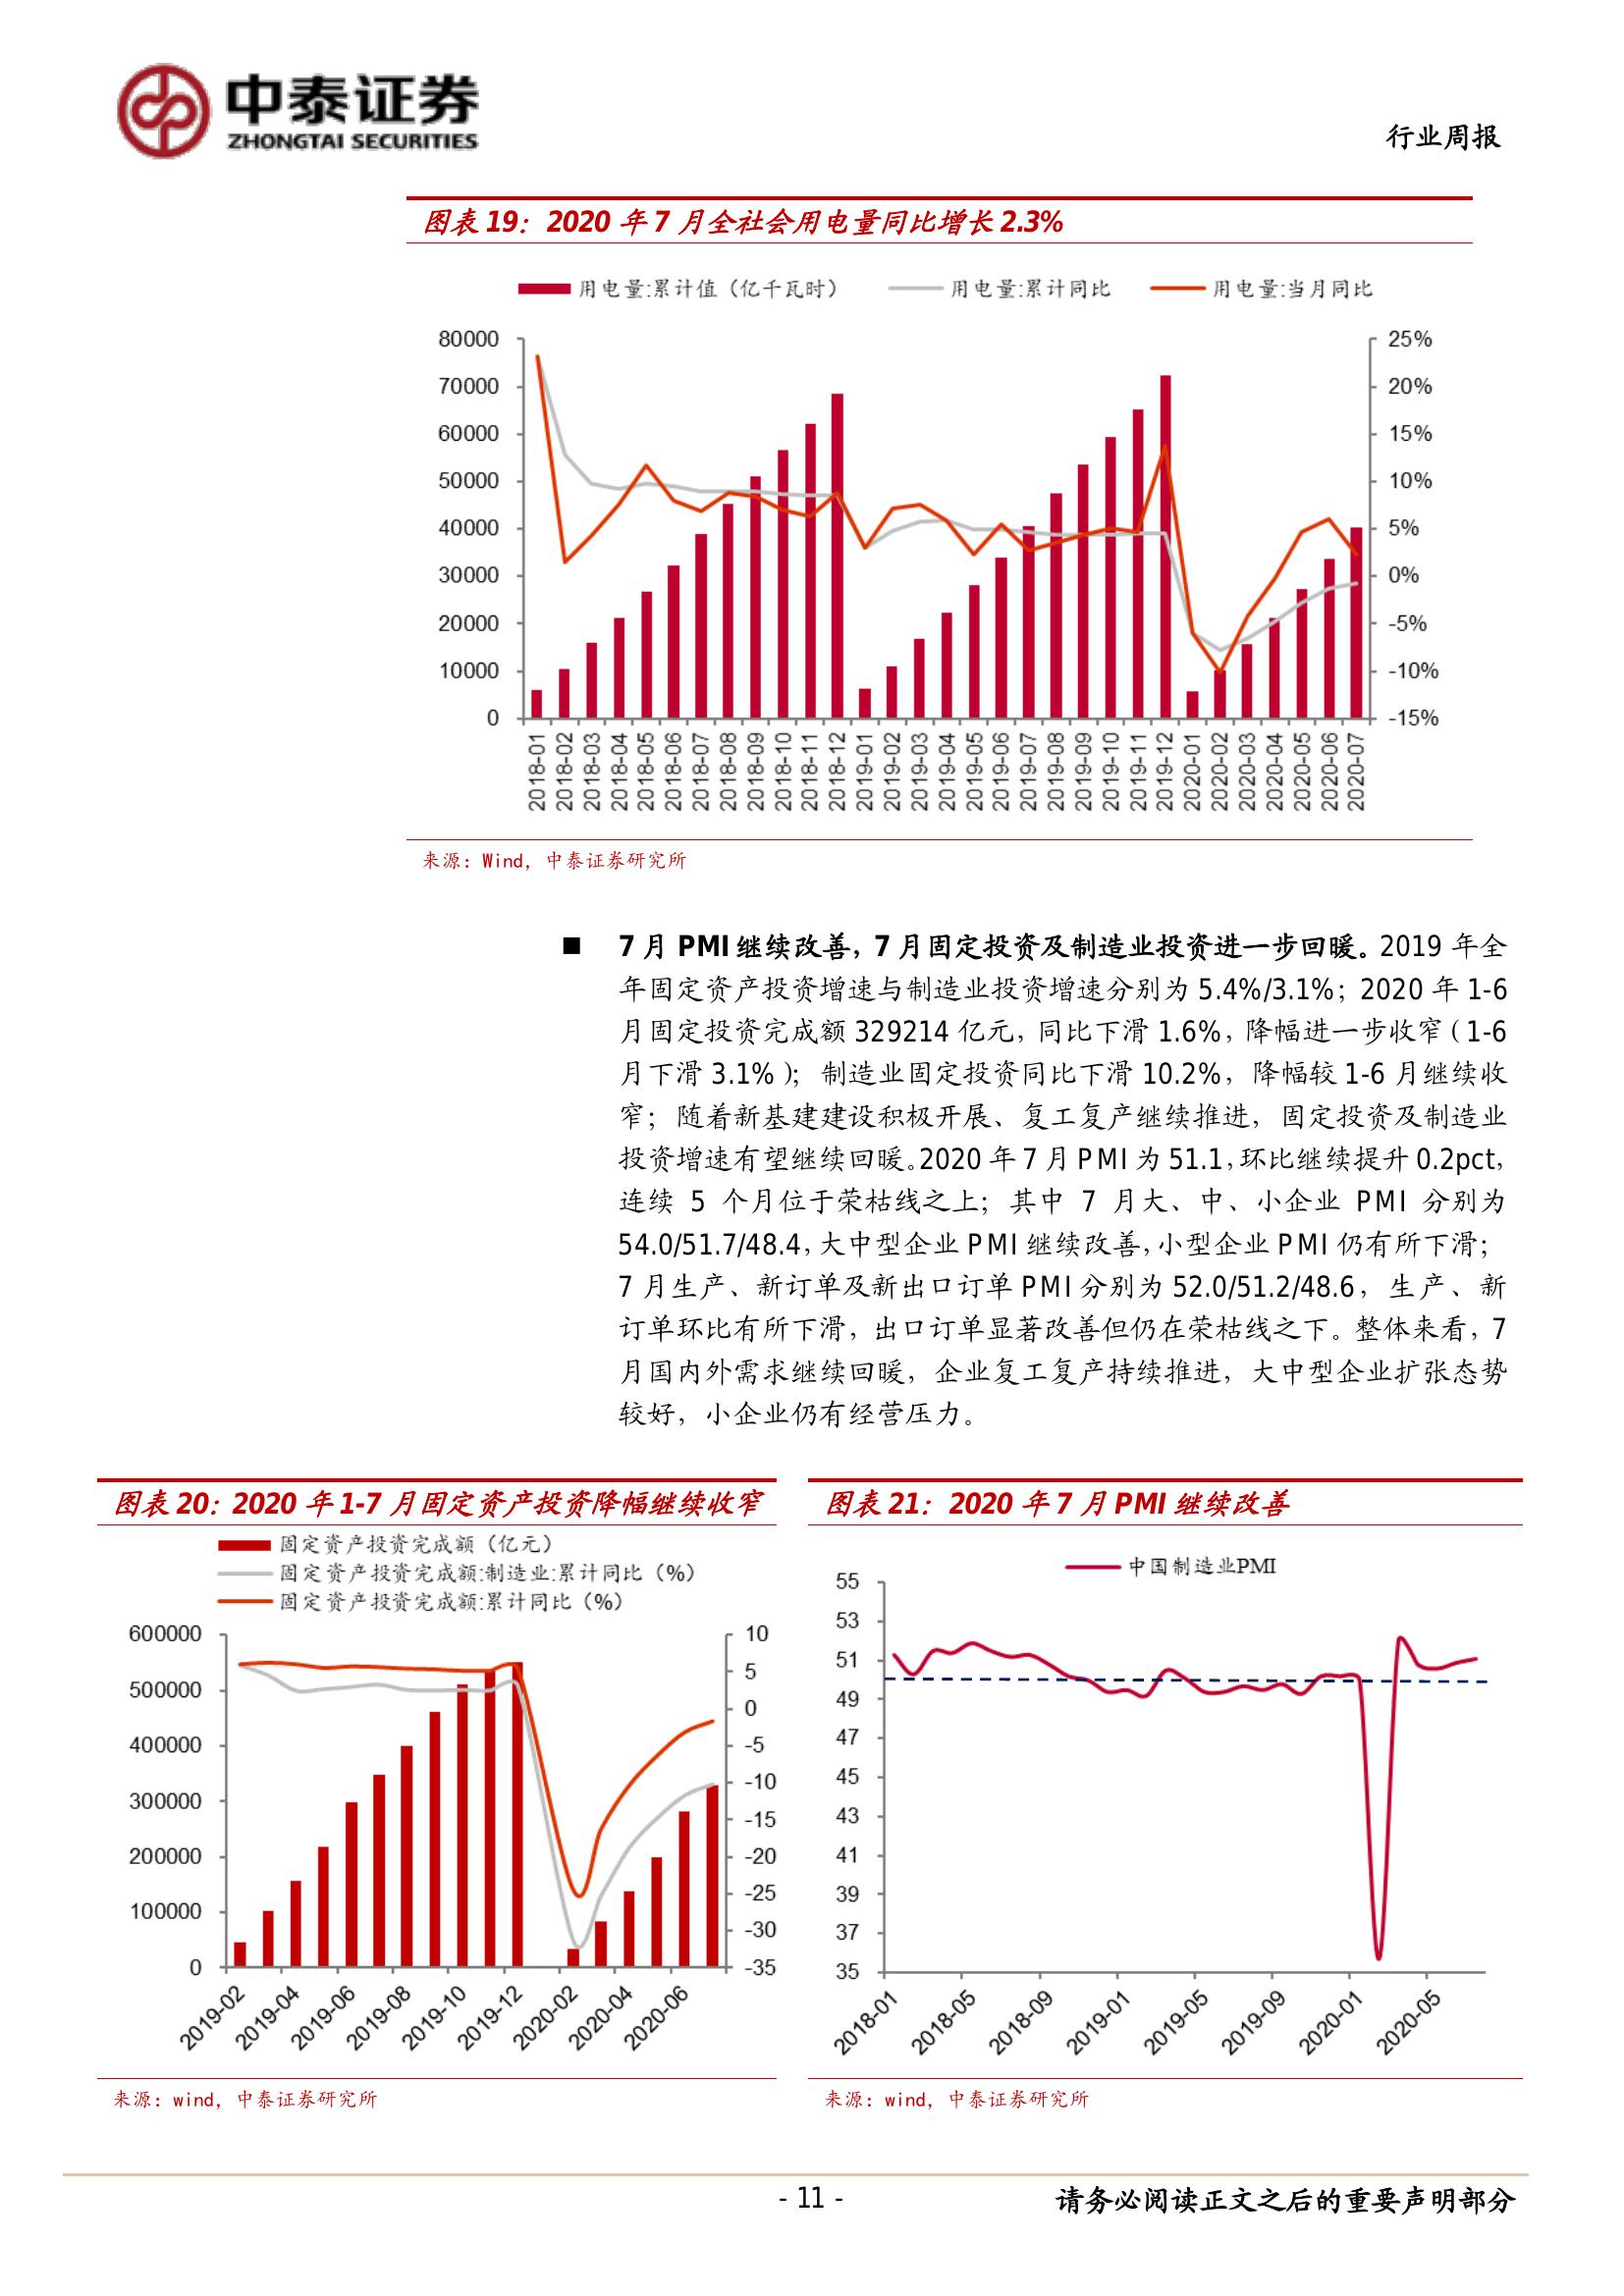 中泰证券
ZHONGTAI SECURITIES
行业周报
图表 19：2020 年 7 月全社会用电量同比增长 2.3%
用电量:累计值（亿千瓦时） 用电量:累计同比 用电量:当月同比
80000 25%
70000 20%
60000 15%
50000 10%
40000 5%
30000 0%
20000 -5%
10000 -10%
0 -15%
2018-01 2018-02 2018-03 2018-04 2018-05 2018-06 2018-07 2018-08 2018-09 2018-10 2018-11 2018-12 2019-01 2019-02 2019-03 2019-04 2019-05 2019-06 2019-07 2019-08 2019-09 2019-10 2019-11 2019-12 2020-01 2020-02 2020-03 2020-04 2020-05 2020-06 2020-07
来源：Wind，中泰证券研究所
■ 7 月 PMI 继续改善，7 月固定投资及制造业投资进一步回暖。2019 年全
年固定资产投资增速与制造业投资增速分别为 5.4%/3.1%；2020 年 1-6
月固定投资完成额 329214 亿元，同比下滑 1.6%，降幅进一步收窄（1-6
月下滑 3.1%）；制造业固定投资同比下滑 10.2%，降幅较 1-6 月继续收
窄；随着新基建建设积极开展、复工复产继续推进，固定投资及制造业
投资增速有望继续回暖。2020 年 7 月 PMI 为 51.1，环比继续提升 0.2pct，
连续 5 个月位于荣枯线之上；其中 7 月大、中、小企业 PMI 分别为
54.0/51.7/48.4，大中型企业 PMI 继续改善，小型企业 PMI 仍有所下滑；
7 月生产、新订单及新出口订单 PMI 分别为 52.0/51.2/48.6，生产、新
订单环比有所下滑，出口订单显著改善但仍在荣枯线之下。整体来看，7
月国内外需求继续回暖，企业复工复产持续推进，大中型企业扩张态势
较好，小企业仍有经营压力。
图表 20：2020 年 1-7 月固定资产投资降幅继续收窄
固定资产投资完成额（亿元）
固定资产投资完成额:制造业:累计同比（%）
固定资产投资完成额:累计同比（%）
600000 10
500000 5
400000 0
300000 -5
200000 -10
100000 -15
0 -20
-25
-30
-35
2019-02 2019-04 2019-06 2019-08 2019-10 2019-12 2020-02 2020-04 2020-06
来源：wind，中泰证券研究所
图表 21：2020 年 7 月 PMI 继续改善
中国制造业PMI
55
53
51
49
47
45
43
41
39
37
35
2018-01 2018-05 2018-09 2019-01 2019-05 2019-09 2020-01 2020-05
来源：wind，中泰证券研究所
- 11 -
请务必阅读正文之后的重要声明部分